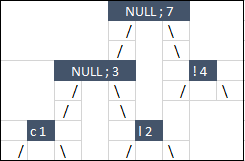 NULL ; 7
/ \
/ \
NULL ; 3 ! 4
/ \ / \
/ \
c 1 l 2
/ \ / \